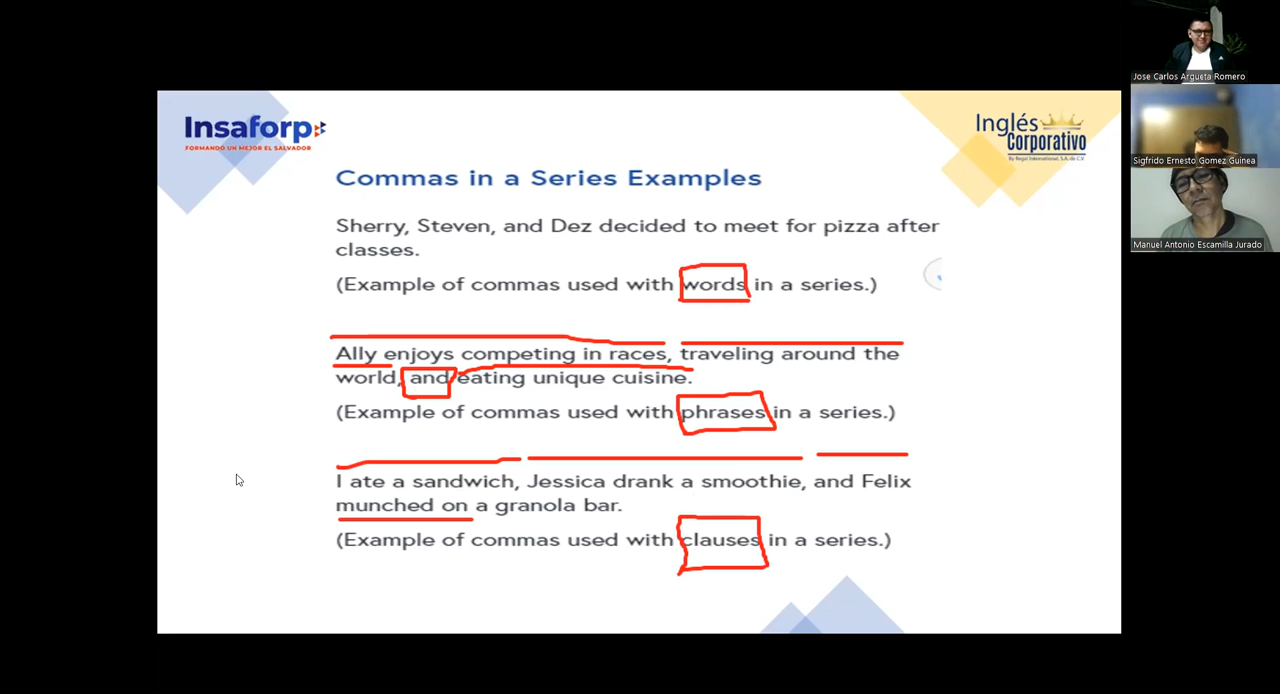 Insaforp
FORMANDO UN MEJOR EL SALVADOR
Inglés
Corporativo
By Regal International, S.A. de C.V.
Commas in a Series Examples
Sherry, Steven, and Dez decided to meet for pizza after
classes.
(Example of commas used with words in a series.)
Ally enjoys competing in races, traveling around the
world, and eating unique cuisine.
(Example of commas used with phrases in a series.)
I ate a sandwich, Jessica drank a smoothie, and Felix
munched on a granola bar.
(Example of commas used with clauses in a series.)
Jose Carlos Argueta Romero
Sigfrido Ernesto Gomez Guinea
Manuel Antonio Escamilla Jurado